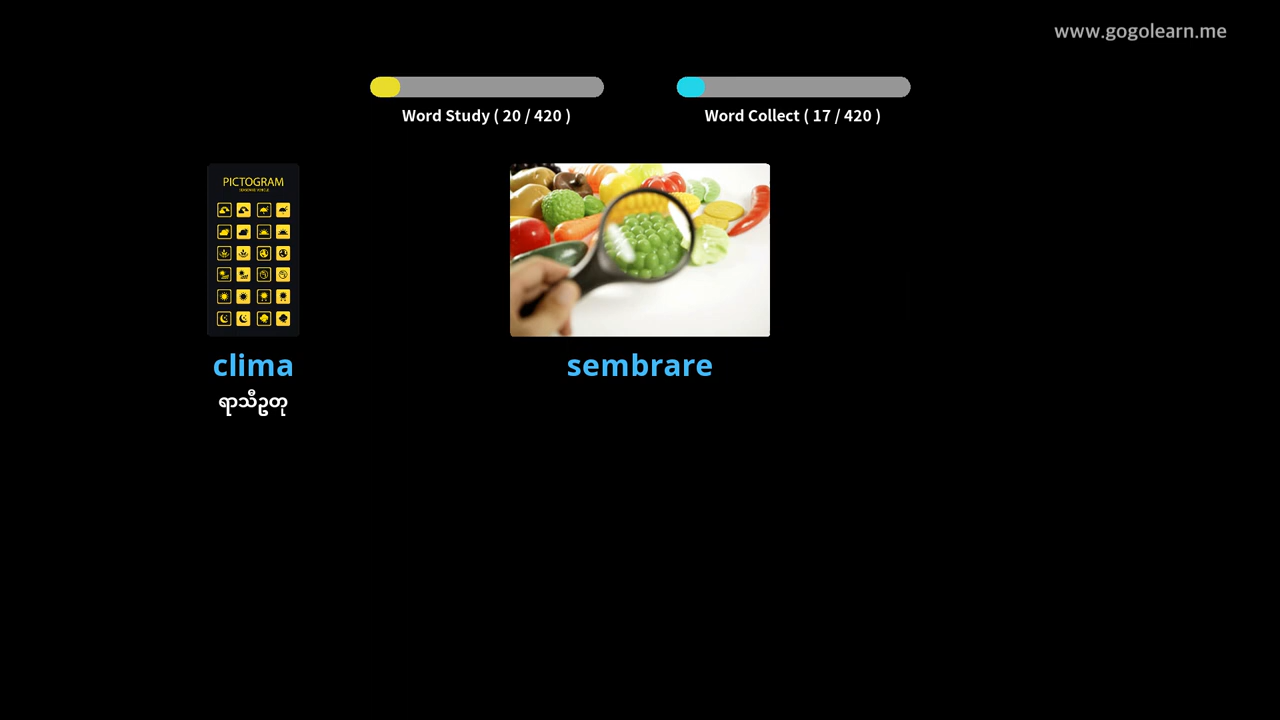 www.gogolearn.me
Word Study ( 20 / 420 )
Word Collect ( 17 / 420 )
PICTOGRAM
clima
sembrare
ရာသီဥတု